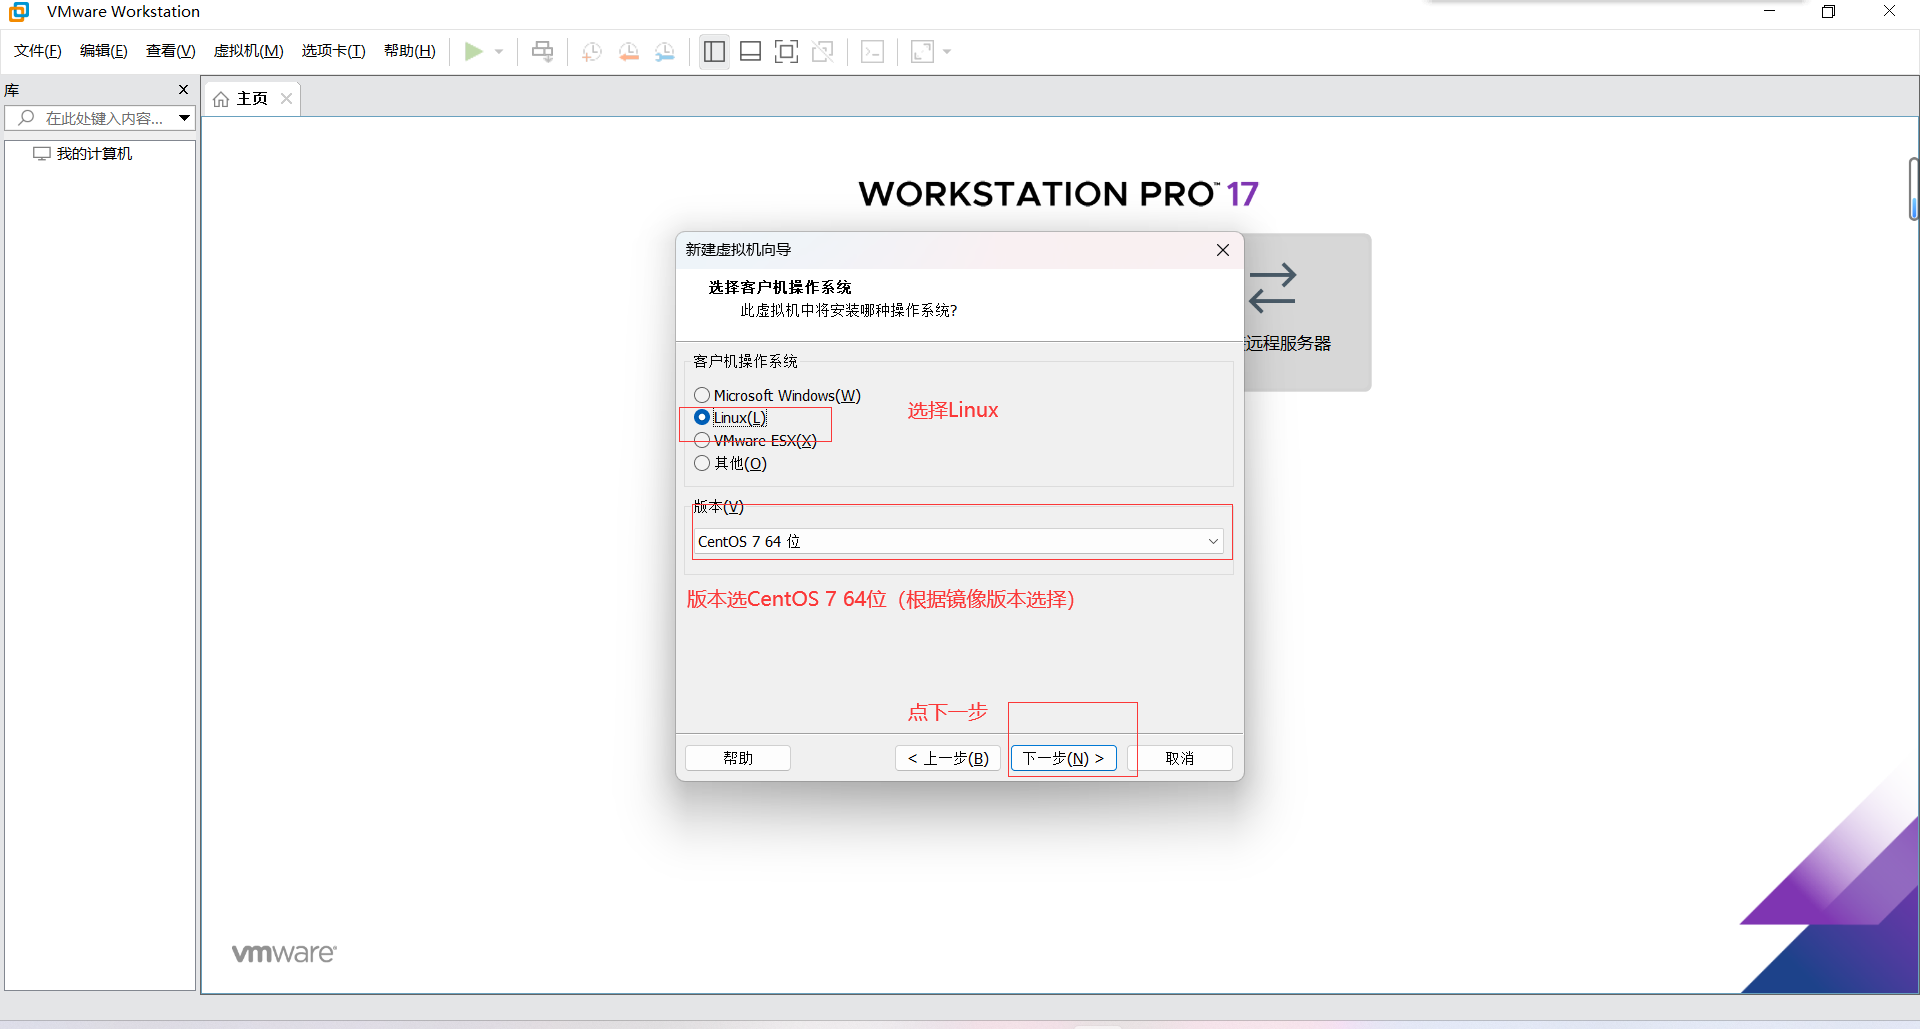 VMware Workstation
文件(F) 编辑(E) 查看(V) 虚拟机(M) 选项卡(T) 帮助(H)
库
主页
在此处键入内容...
我的计算机
WORKSTATION PRO™ 17
新建虚拟机向导
选择客户机操作系统
此虚拟机中将安装哪种操作系统?
远程服务器
客户机操作系统
Microsoft Windows(W)
Linux(L)
选择Linux
VMware ESX(X)
其他(O)
版本(V)
CentOS 7 64 位
版本选CentOS 7 64位（根据镜像版本选择）
点下一步
帮助
< 上一步(B)
下一步(N) >
取消
vmware®